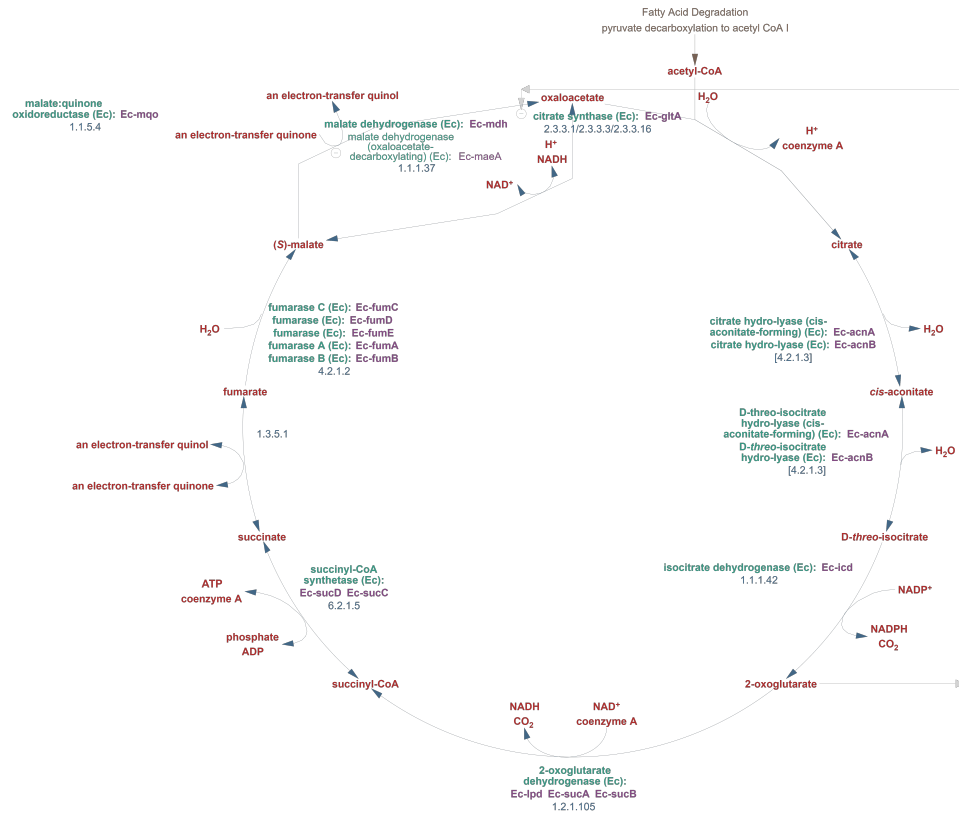 Fatty Acid Degradation
pyruvate decarboxylation to acetyl CoA I
acetyl-CoA
H₂O
oxaloacetate
an electron-transfer quinol
malate:quinone
oxidoreductase (Ec): Ec-mqo
1.1.5.4
an electron-transfer quinone
malate dehydrogenase (Ec): Ec-mdh
malate dehydrogenase
(oxaloacetate-
decarboxylating) (Ec): Ec-maeA
1.1.1.37
citrate synthase (Ec): Ec-gltA
2.3.3.1/2.3.3.3/2.3.3.16
H⁺
coenzyme A
H⁺
NADH
NAD⁺
(S)-malate
citrate
fumarase C (Ec): Ec-fumC
fumarase (Ec): Ec-fumD
fumarase (Ec): Ec-fumE
fumarase A (Ec): Ec-fumA
fumarase B (Ec): Ec-fumB
4.2.1.2
H₂O
citrate hydro-lyase (cis-
aconitate-forming) (Ec): Ec-acnA
citrate hydro-lyase (Ec): Ec-acnB
[4.2.1.3]
H₂O
fumarate
cis-aconitate
D-threo-isocitrate
hydro-lyase (cis-
aconitate-forming) (Ec): Ec-acnA
D-threo-isocitrate
hydro-lyase (Ec): Ec-acnB
[4.2.1.3]
H₂O
1.3.5.1
an electron-transfer quinol
an electron-transfer quinone
succinate
D-threo-isocitrate
succinyl-CoA
synthetase (Ec):
Ec-sucD Ec-sucC
6.2.1.5
isocitrate dehydrogenase (Ec): Ec-icd
1.1.1.42
ATP
coenzyme A
NADP⁺
phosphate
ADP
NADPH
CO₂
succinyl-CoA
2-oxoglutarate
NADH
CO₂
NAD⁺
coenzyme A
2-oxoglutarate
dehydrogenase (Ec):
Ec-lpd Ec-sucA Ec-sucB
1.2.1.105